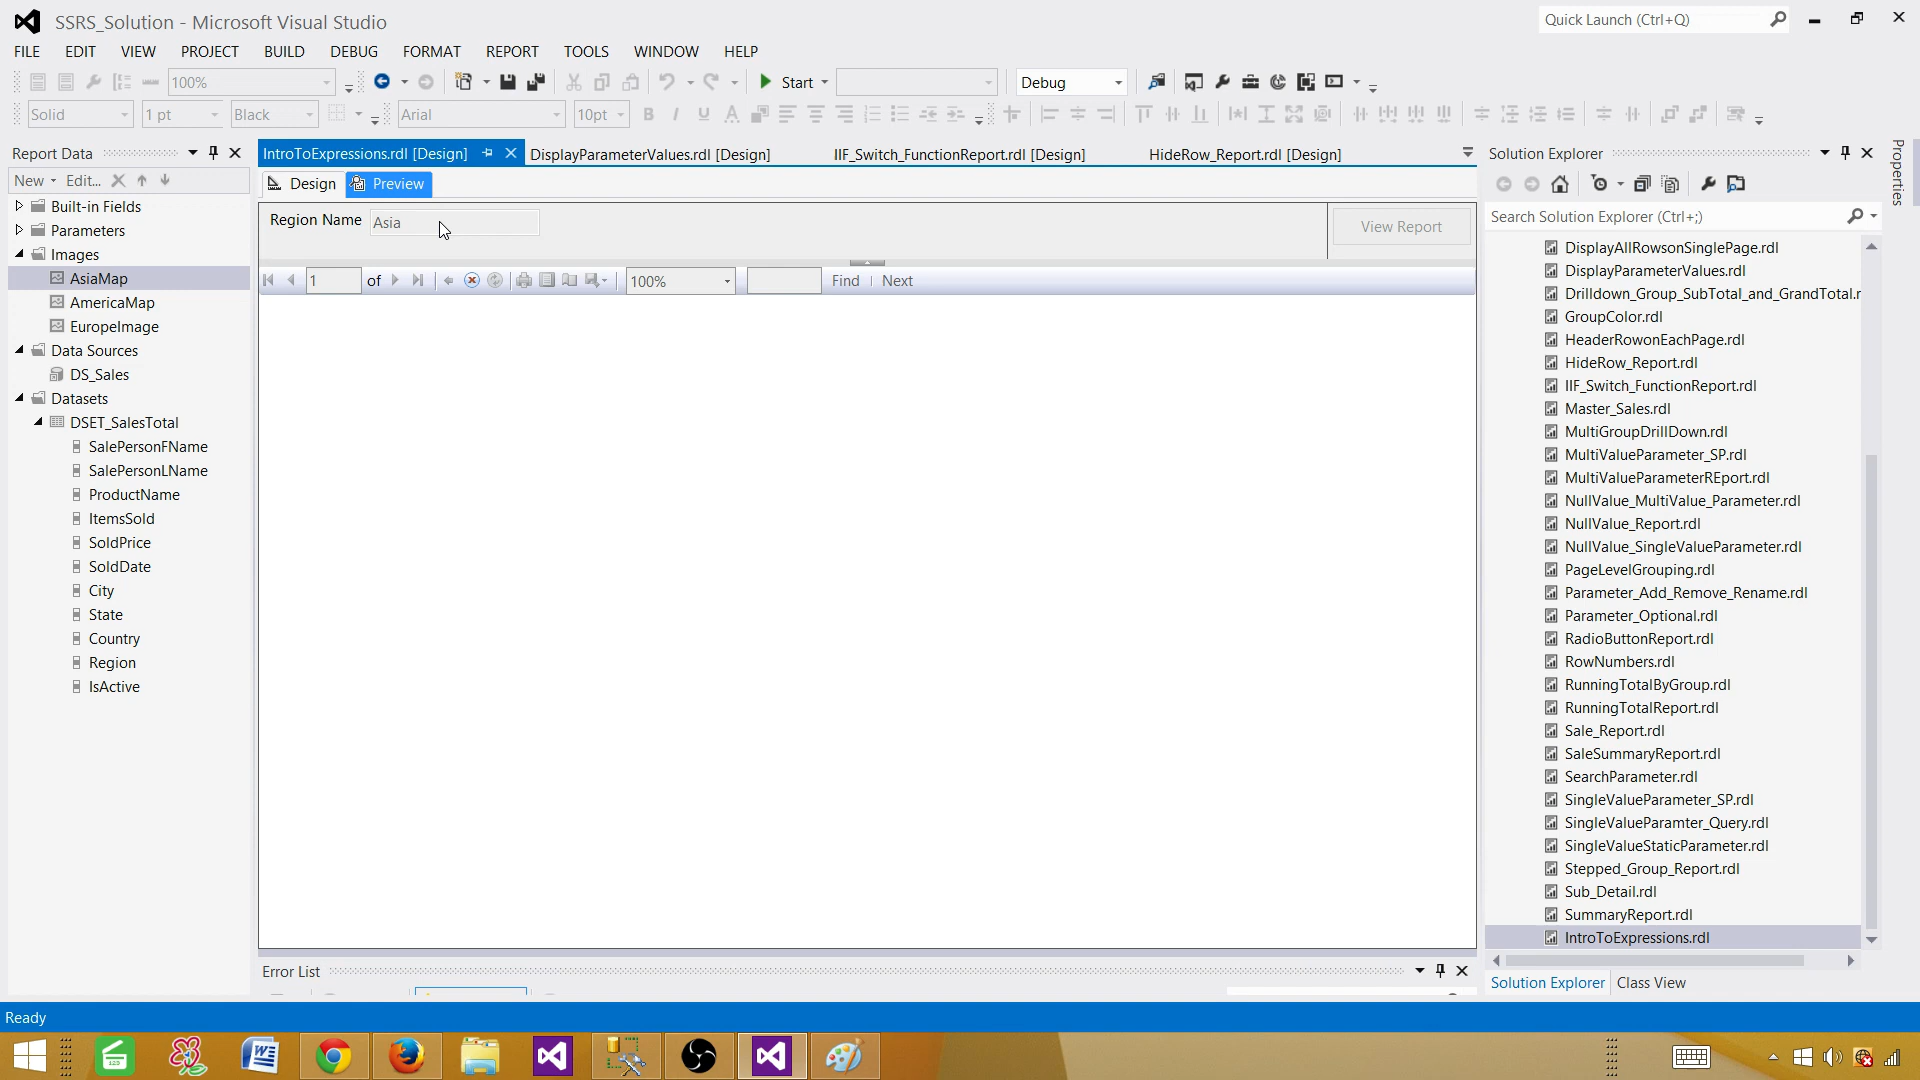 SSRS_Solution - Microsoft Visual Studio
Quick Launch (Ctrl+Q)
FILE EDIT VIEW PROJECT BUILD DEBUG FORMAT REPORT TOOLS WINDOW HELP
100% Start Debug
Solid 1 pt Black Arial 10pt B I U A
Report Data
New Edit...
Built-in Fields
Parameters
Images
AsiaMap
AmericaMap
EuropeImage
Data Sources
DS_Sales
Datasets
DSET_SalesTotal
SalePersonFName
SalePersonLName
ProductName
ItemsSold
SoldPrice
SoldDate
City
State
Country
Region
IsActive
IntroToExpressions.rdl [Design] DisplayParameterValues.rdl [Design] IIF_Switch_FunctionReport.rdl [Design] HideRow_Report.rdl [Design]
Design Preview
Region Name Asia View Report
1 of 100% Find Next
Error List
Solution Explorer
Properties
Search Solution Explorer (Ctrl+;)
DisplayAllRowsonSinglePage.rdl
DisplayParameterValues.rdl
Drilldown_Group_SubTotal_and_GrandTotal.r
GroupColor.rdl
HeaderRowonEachPage.rdl
HideRow_Report.rdl
IIF_Switch_FunctionReport.rdl
Master_Sales.rdl
MultiGroupDrillDown.rdl
MultiValueParameter_SP.rdl
MultiValueParameterREport.rdl
NullValue_MultiValue_Parameter.rdl
NullValue_Report.rdl
NullValue_SingleValueParameter.rdl
PageLevelGrouping.rdl
Parameter_Add_Remove_Rename.rdl
Parameter_Optional.rdl
RadioButtonReport.rdl
RowNumbers.rdl
RunningTotalByGroup.rdl
RunningTotalReport.rdl
Sale_Report.rdl
SaleSummaryReport.rdl
SearchParameter.rdl
SingleValueParameter_SP.rdl
SingleValueParamter_Query.rdl
SingleValueStaticParameter.rdl
Stepped_Group_Report.rdl
Sub_Detail.rdl
SummaryReport.rdl
IntroToExpressions.rdl
Solution Explorer Class View
Ready